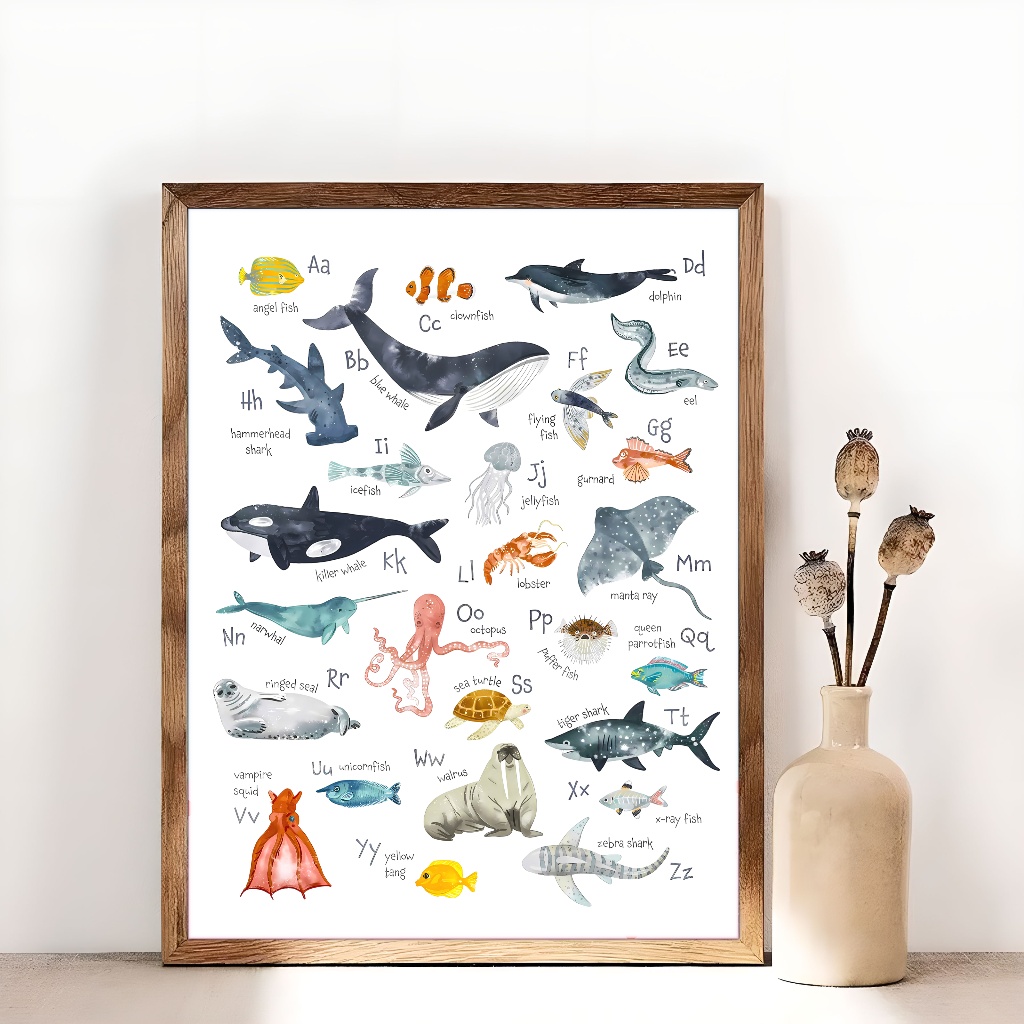 Aa
angel fish
Cc
clownfish
Dd
dolphin
Bb
blue whale
Ee
eel
Ff
flying
fish
Hh
hammerhead
shark
Gg
gurnard
Ii
icefish
Jj
jellyfish
killer whale
Kk
Ll
lobster
Mm
manta ray
Nn
narwhal
Oo
octopus
Pp
puffer fish
queen
parrotfish
Qq
ringed seal
Rr
sea turtle
Ss
tiger shark
Tt
vampire
squid
Vv
Uu
unicornfish
Ww
walrus
Xx
x-ray fish
Yy
yellow
tang
zebra shark
Zz